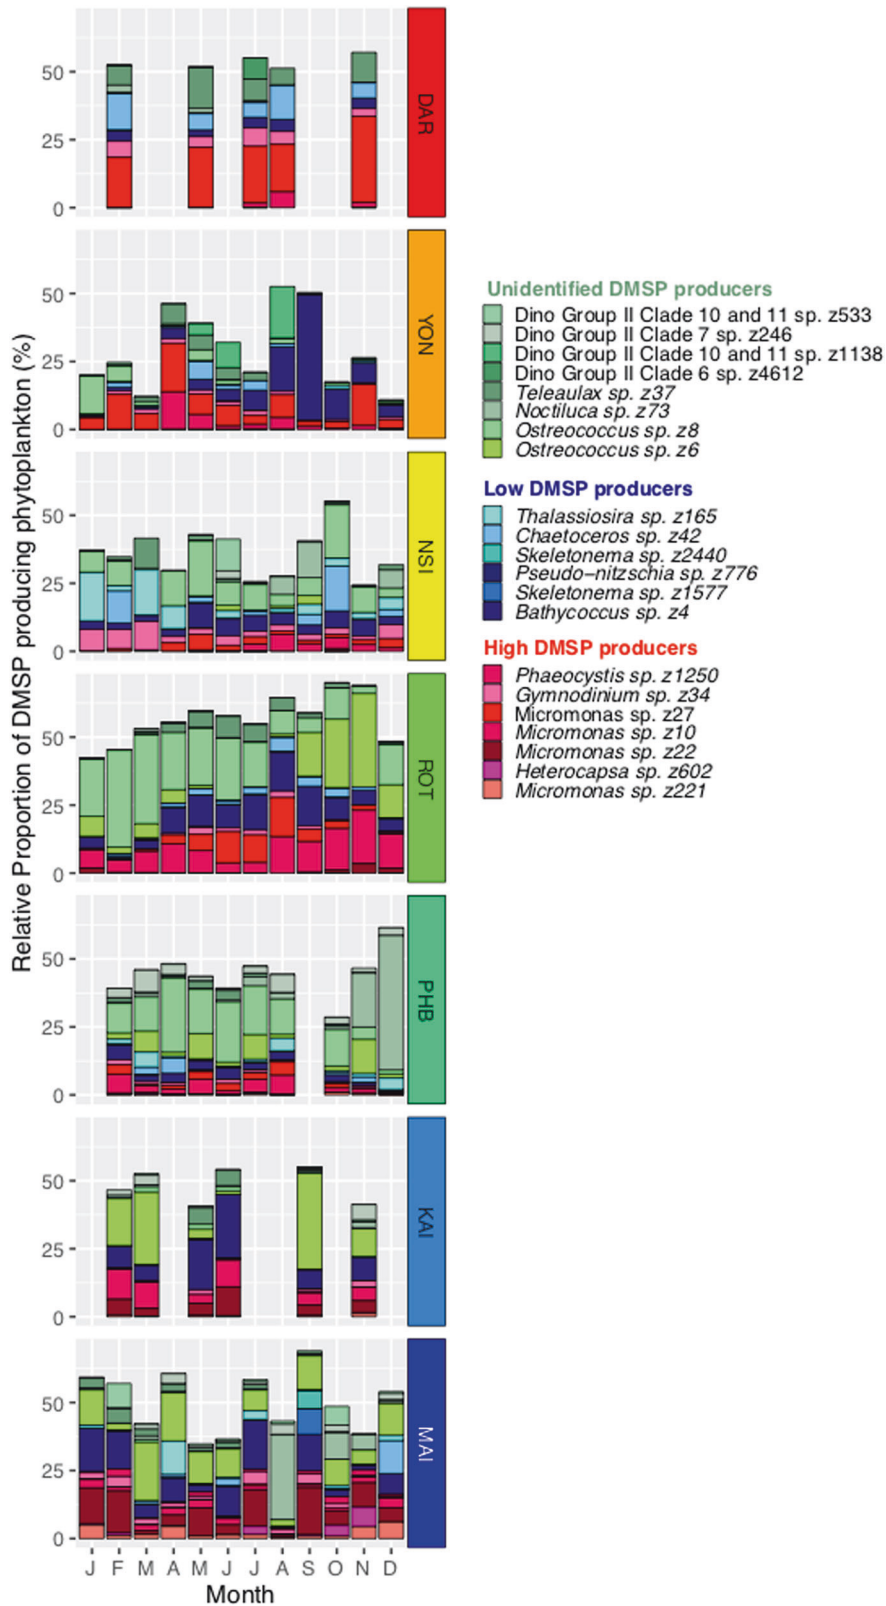 Relative Proportion of DMSP producing phytoplankton (%)
50
25
0
DAR
50
25
0
YON
50
25
0
NSI
50
25
0
ROT
50
25
0
PHB
50
25
0
KAI
50
25
0
MAI
J F M A M J J A S O N D
Month
Unidentified DMSP producers
Dino Group II Clade 10 and 11 sp. z533
Dino Group II Clade 7 sp. z246
Dino Group II Clade 10 and 11 sp. z1138
Dino Group II Clade 6 sp. z4612
Teleaulax sp. z37
Noctiluca sp. z73
Ostreococcus sp. z8
Ostreococcus sp. z6
Low DMSP producers
Thalassiosira sp. z165
Chaetoceros sp. z42
Skeletonema sp. z2440
Pseudo−nitzschia sp. z776
Skeletonema sp. z1577
Bathycoccus sp. z4
High DMSP producers
Phaeocystis sp. z1250
Gymnodinium sp. z34
Micromonas sp. z27
Micromonas sp. z10
Micromonas sp. z22
Heterocapsa sp. z602
Micromonas sp. z221